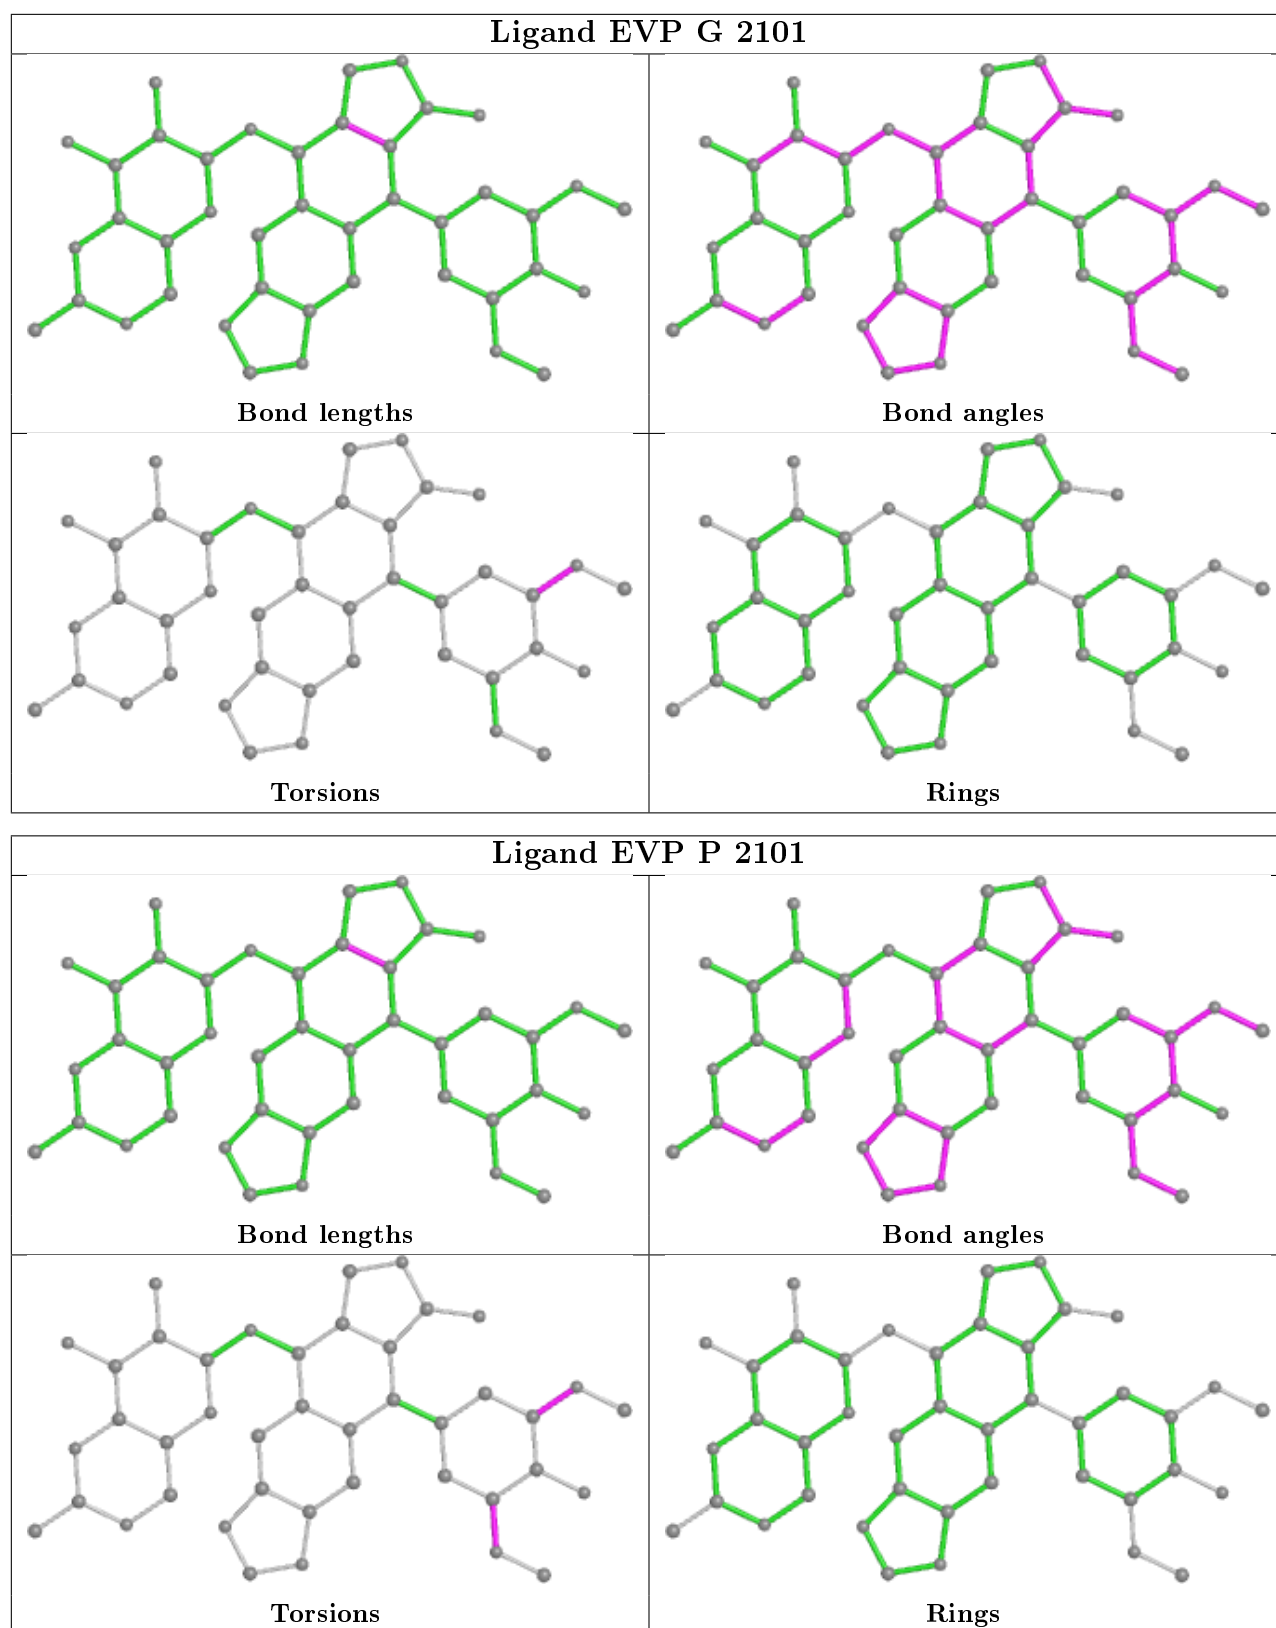 Ligand EVP G 2101
Bond lengths
Bond angles
Torsions
Rings
Ligand EVP P 2101
Bond lengths
Bond angles
Torsions
Rings